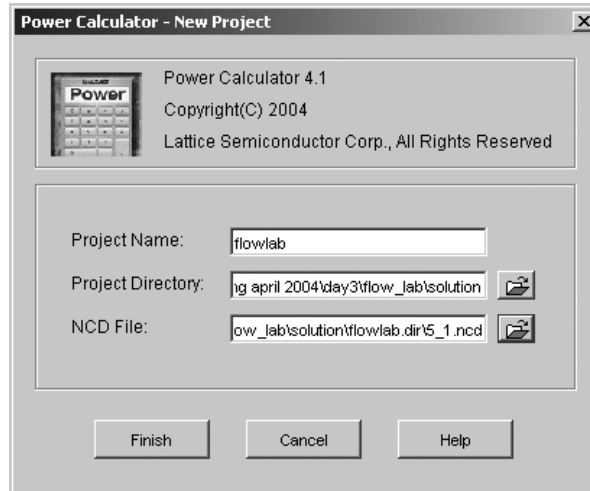 Power Calculator - New Project
Power
Power Calculator 4.1
Copyright(C) 2004
Lattice Semiconductor Corp., All Rights Reserved
Project Name:
flowlab
Project Directory:
ng april 2004\day3\flow_lab\solution
NCD File:
ow_lab\solution\flowlab.dir\5_1.ncd
Finish
Cancel
Help